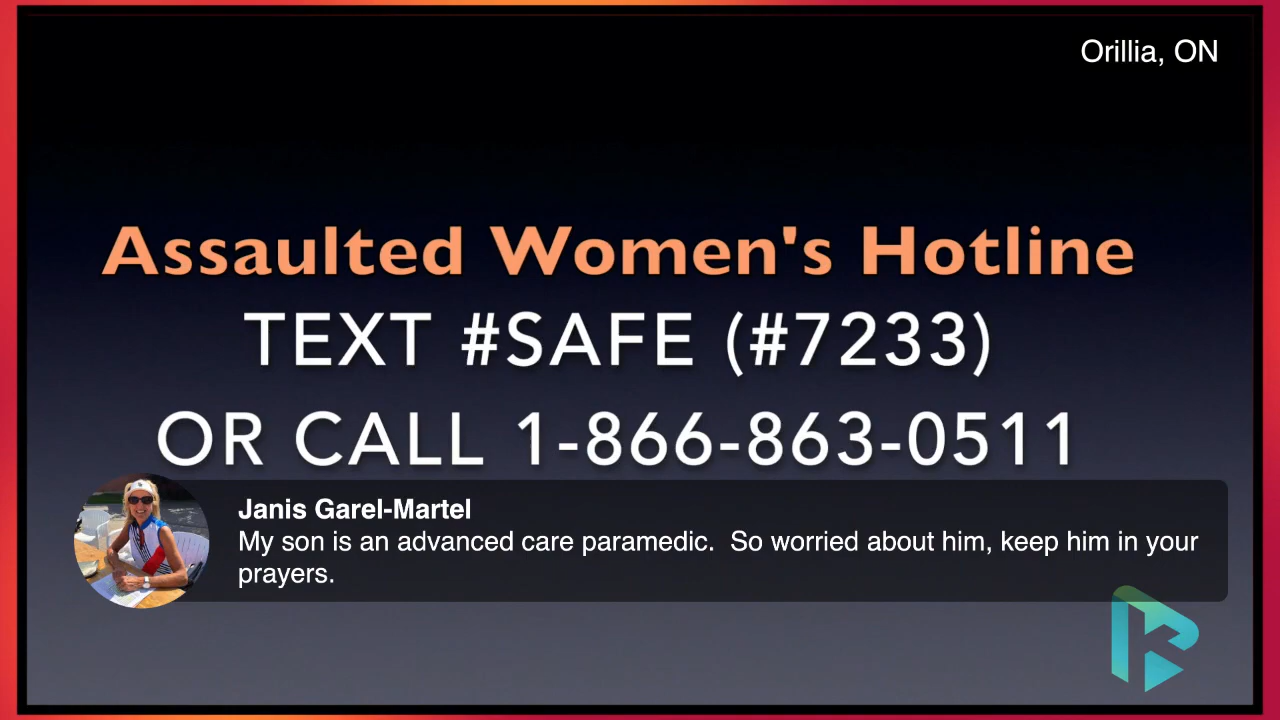 Orillia, ON
Assaulted Women's Hotline
TEXT #SAFE (#7233)
OR CALL 1-866-863-0511
Janis Garel-Martel
My son is an advanced care paramedic.  So worried about him, keep him in your
prayers.